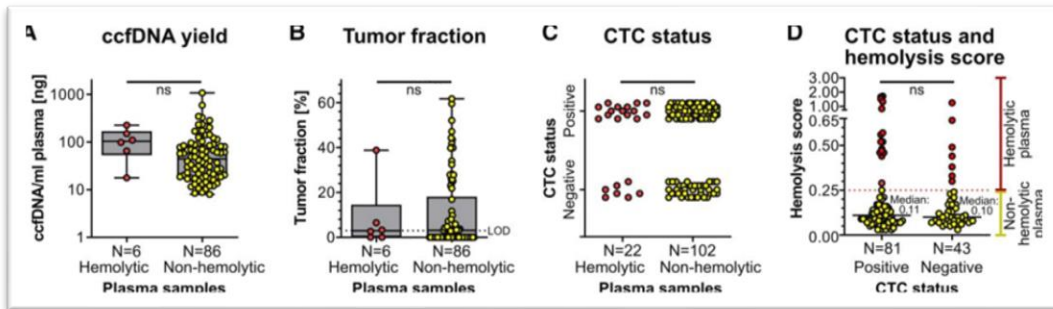 A ccfDNA yield
ccfDNA/ml plasma [ng]
1000
100
10
1
ns
N=6 N=86
Hemolytic Non-hemolytic
Plasma samples
B Tumor fraction
Tumor fraction [%]
60
40
20
0
ns
LOD
N=6 N=86
Hemolytic Non-hemolytic
Plasma samples
C CTC status
CTC status
Positive
Negative
ns
N=22 N=102
Hemolytic Non-hemolytic
Plasma samples
D CTC status and
hemolysis score
Hemolysis score
3.00
2.00
1.00
0.65
0.50
0.25
0.00
ns
Median:
0.11
Median:
0.10
Hemolytic
plasma
Non-
hemolytic
plasma
N=81 N=43
Positive Negative
CTC status